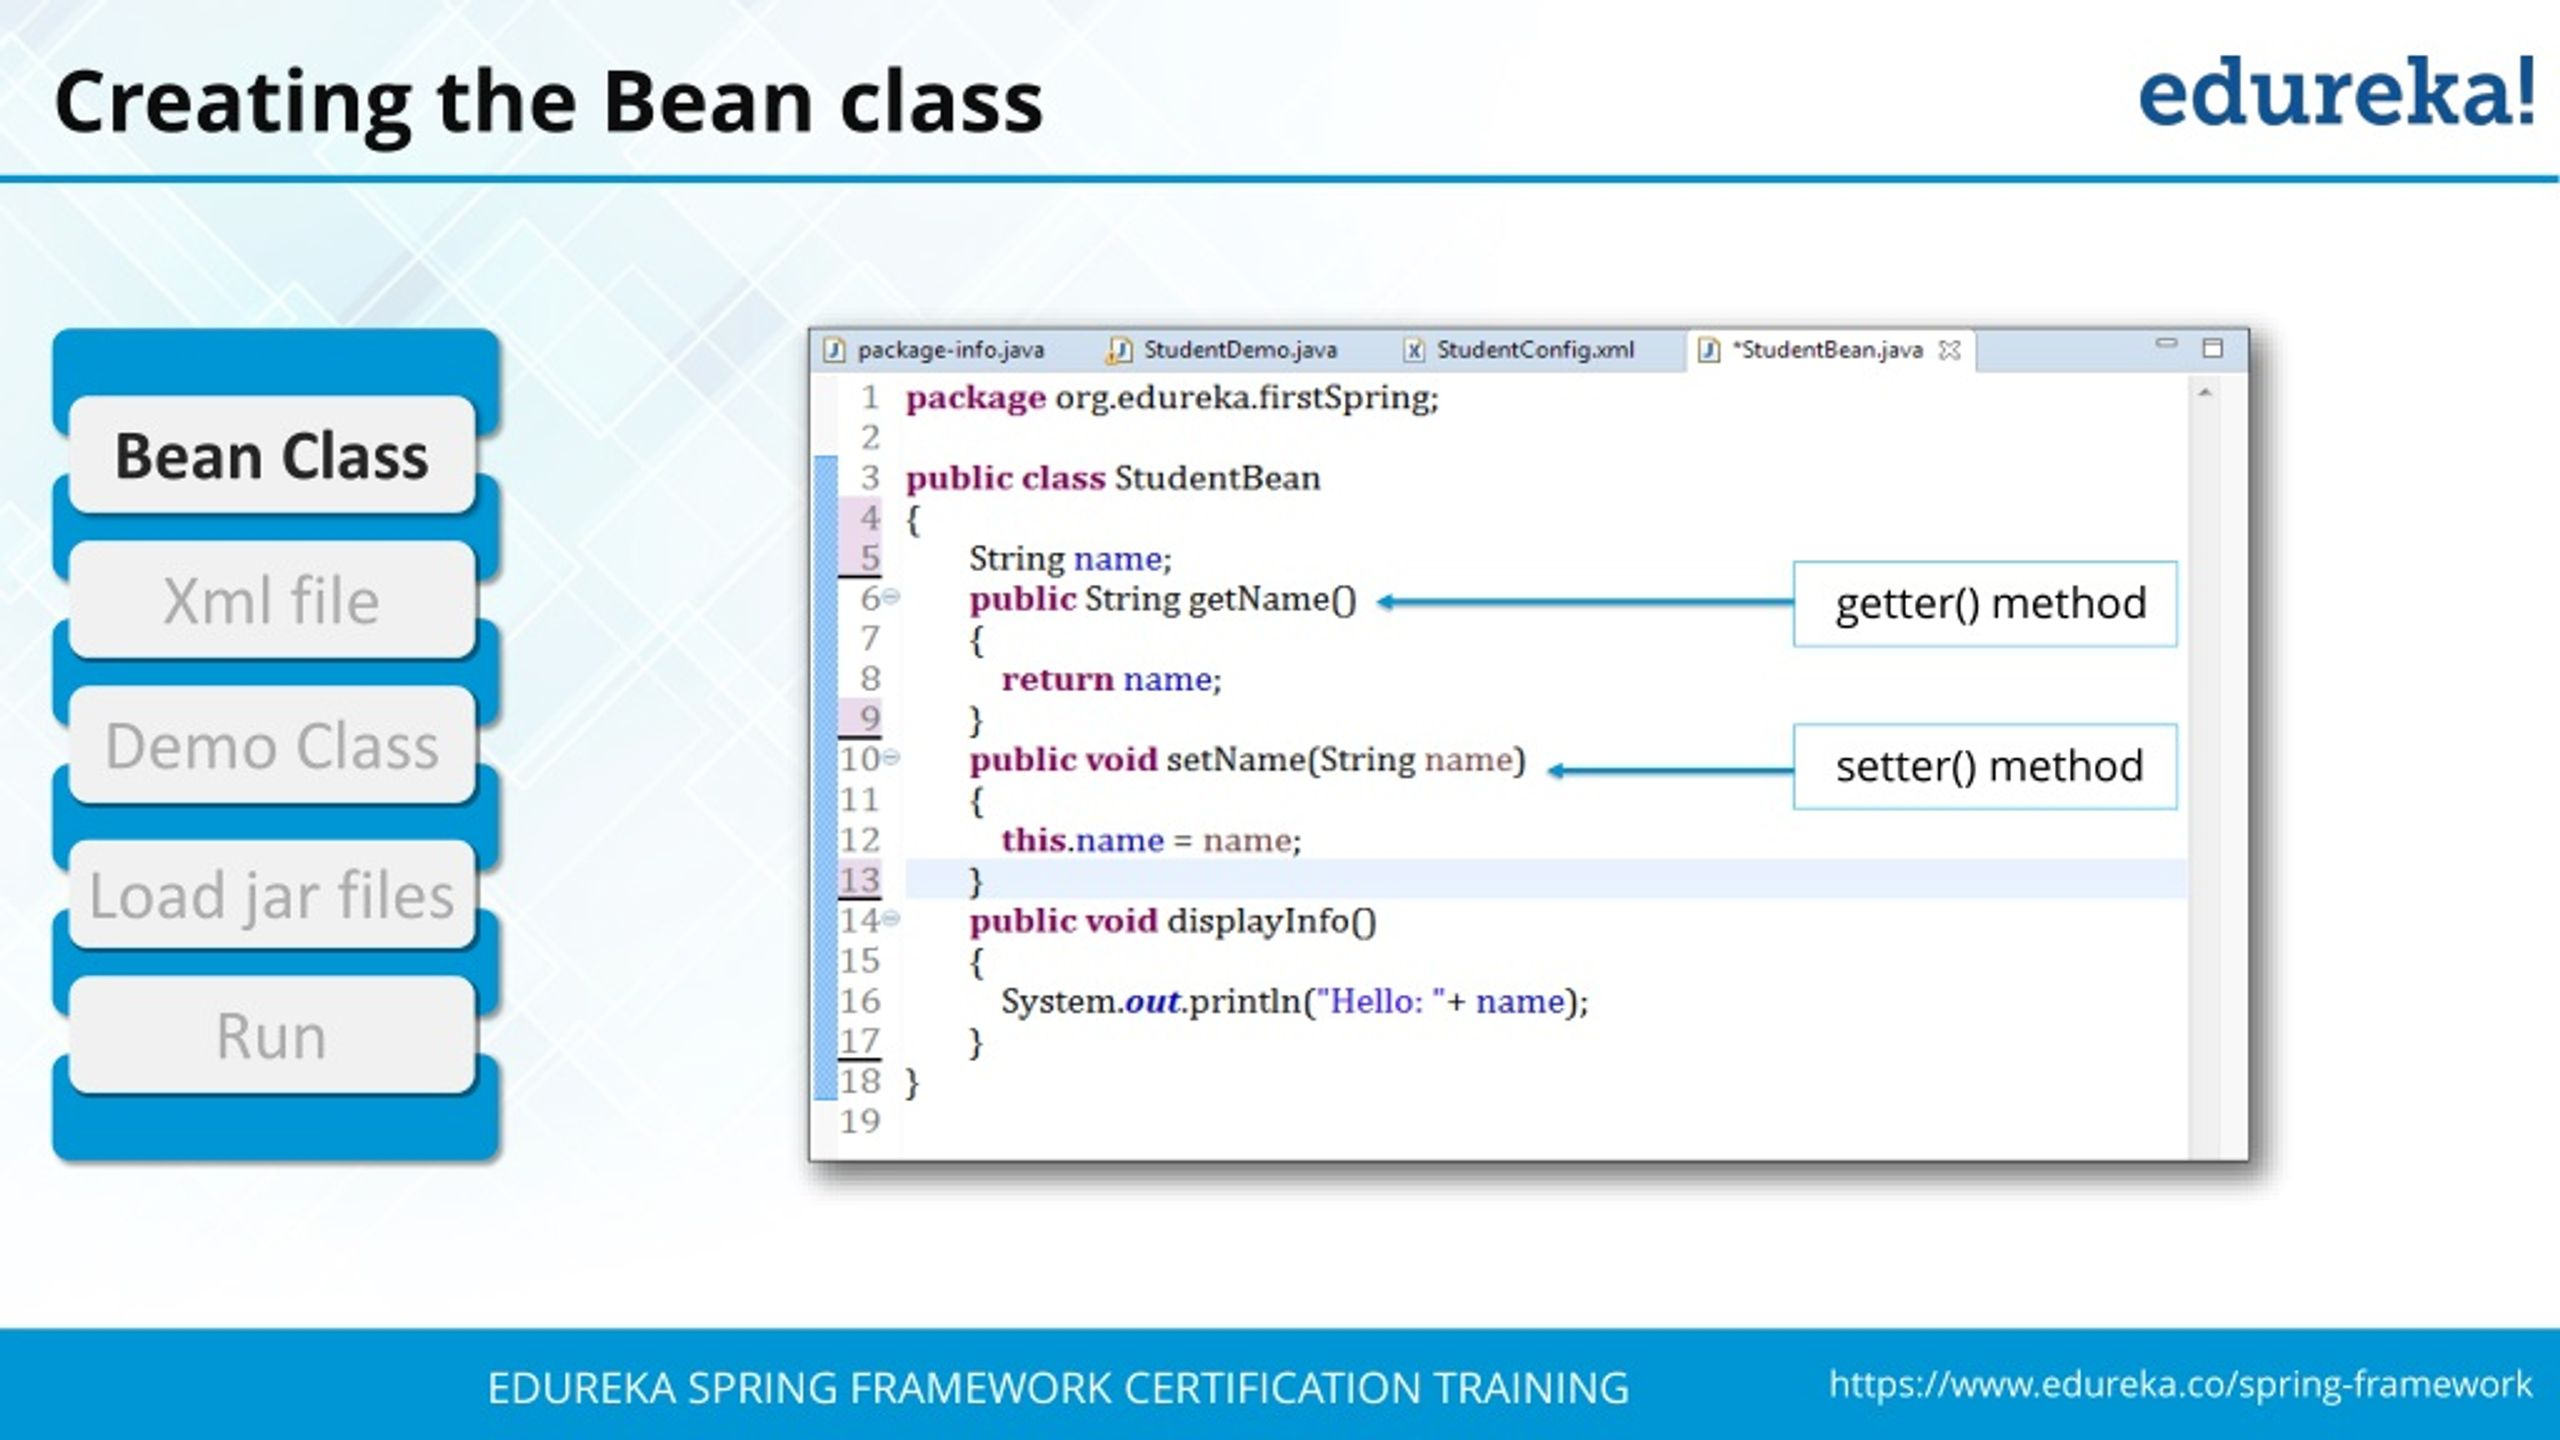 Creating the Bean class
edureka!
Bean Class
Xml file
Demo Class
Load jar files
Run
package-info.java StudentDemo.java StudentConfig.xml *StudentBean.java
1 package org.edureka.firstSpring;
2
3 public class StudentBean
4 {
5 String name;
6 public String getName()
7 {
8 return name;
9 }
10 public void setName(String name)
11 {
12 this.name = name;
13 }
14 public void displayInfo()
15 {
16 System.out.println("Hello: "+ name);
17 }
18 }
19
getter() method
setter() method
EDUREKA SPRING FRAMEWORK CERTIFICATION TRAINING
https://www.edureka.co/spring-framework